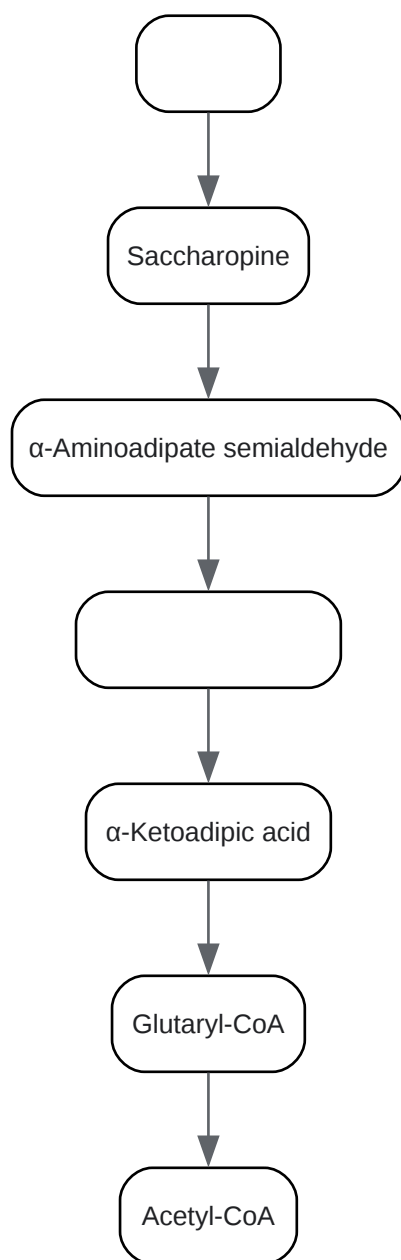 Saccharopine
α-Aminoadipate semialdehyde
α-Ketoadipic acid
Glutaryl-CoA
Acetyl-CoA